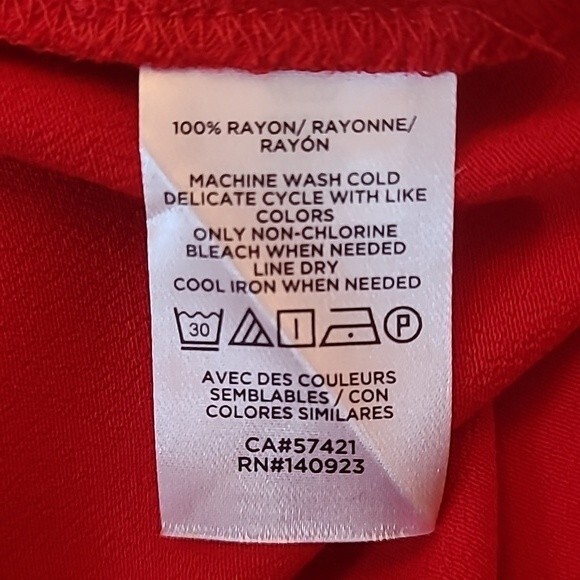 100% RAYON/ RAYONNE/
RAYÓN
MACHINE WASH COLD
DELICATE CYCLE WITH LIKE
COLORS
ONLY NON-CHLORINE
BLEACH WHEN NEEDED
LINE DRY
COOL IRON WHEN NEEDED
30 P
AVEC DES COULEURS
SEMBLABLES / CON
COLORES SIMILARES
CA#57421
RN#140923